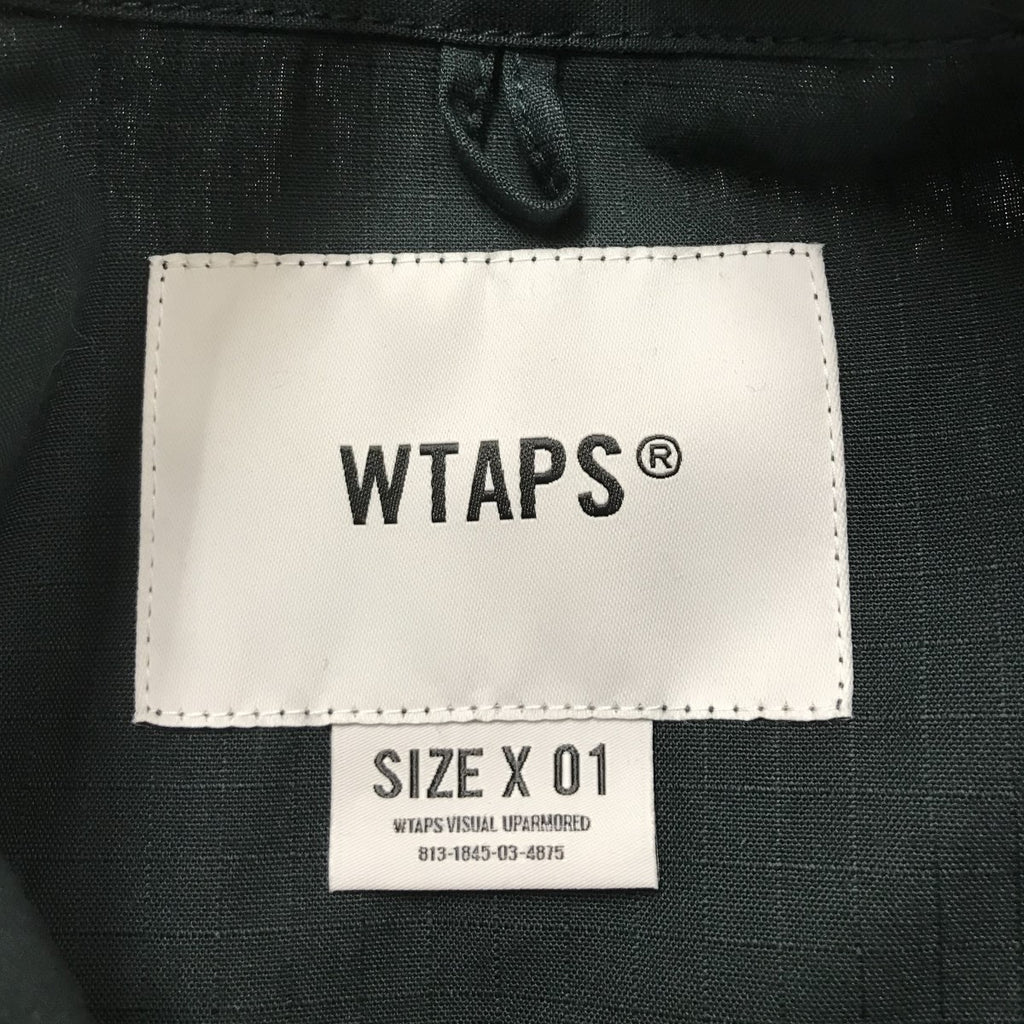 WTAPS®
SIZE X 01
WTAPS VISUAL UPARMORED
813-1845-03-4875